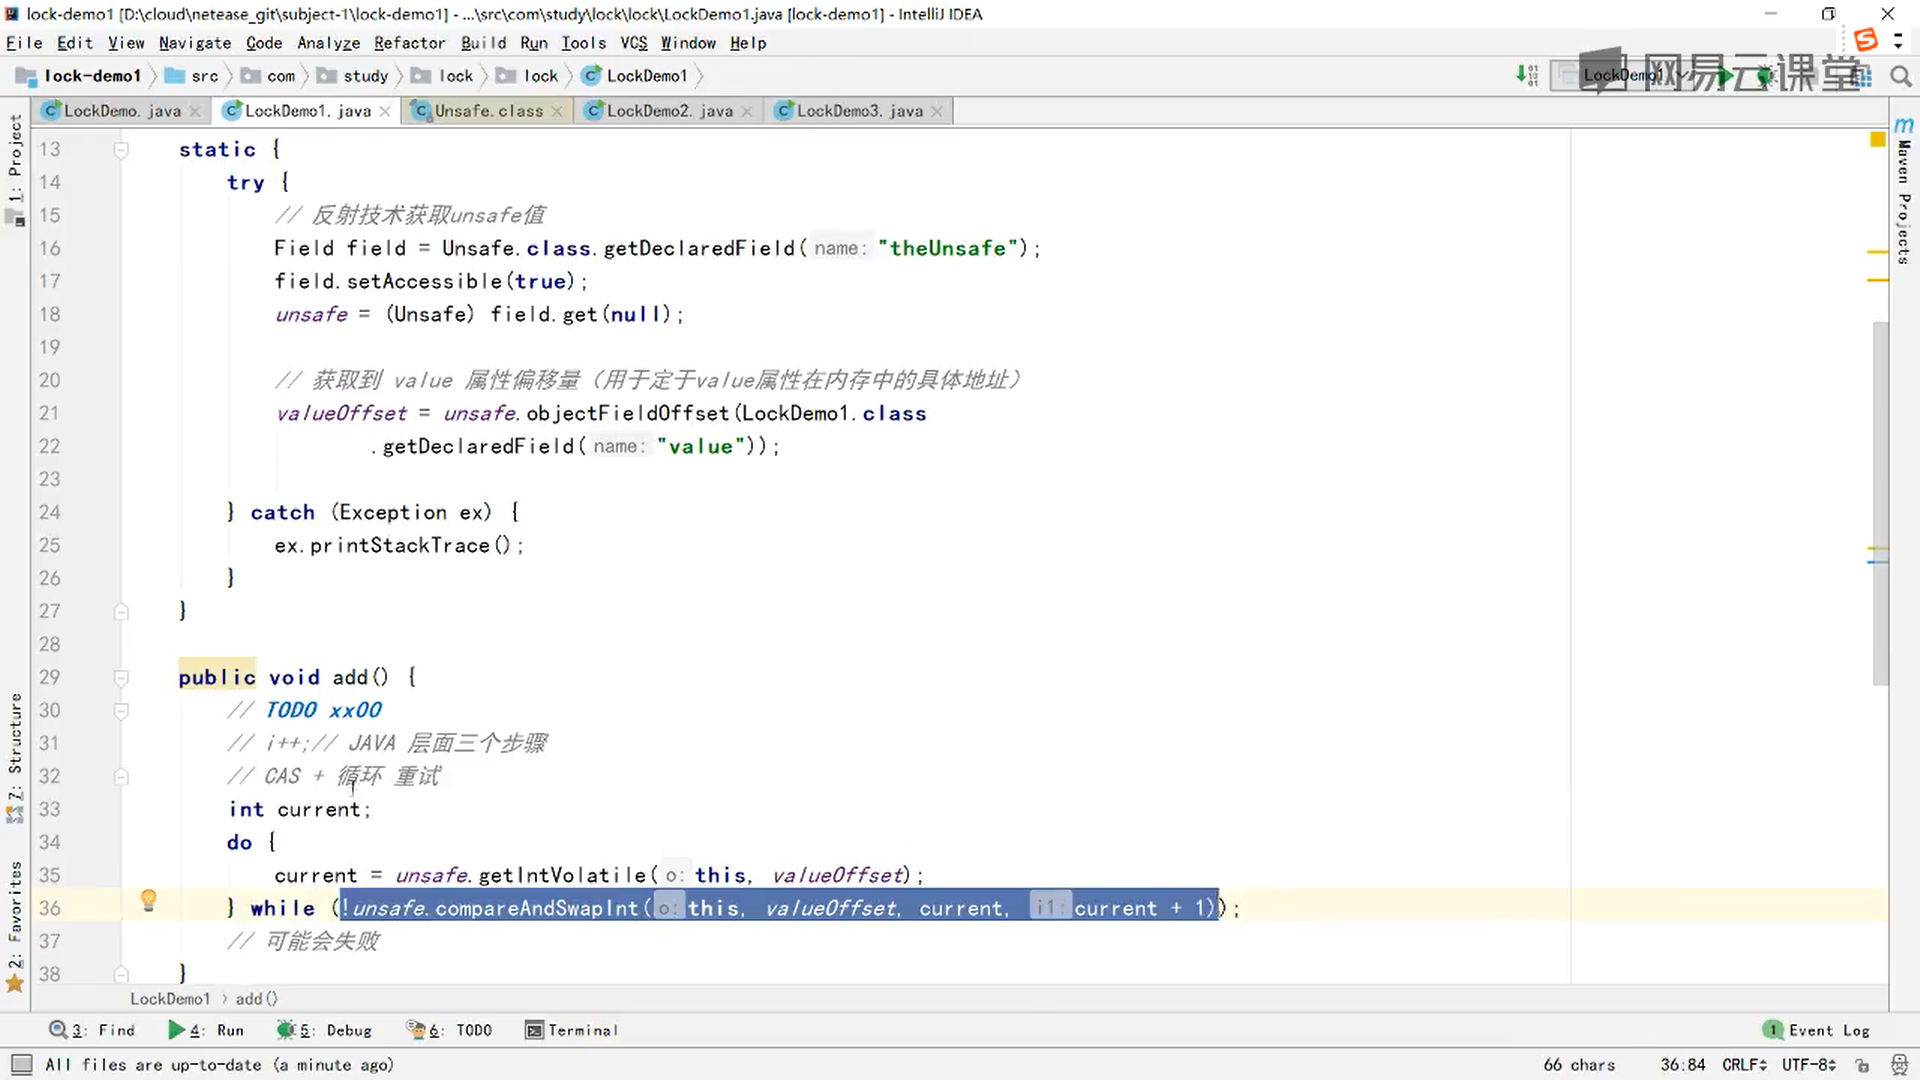 lock-demo1 [D:\cloud\netease_git\subject-1\lock-demo1] - ...\src\com\study\lock\lock\LockDemo1.java [lock-demo1] - IntelliJ IDEA
File Edit View Navigate Code Analyze Refactor Build Run Tools VCS Window Help
lock-demo1 src com study lock lock LockDemo1
LockDemo1
网易云课堂
LockDemo.java LockDemo1.java Unsafe.class LockDemo2.java LockDemo3.java
1: Project
7: Structure
2: Favorites
Maven Projects
13 static {
14 try {
15 // 反射技术获取unsafe值
16 Field field = Unsafe.class.getDeclaredField( name: "theUnsafe");
17 field.setAccessible(true);
18 unsafe = (Unsafe) field.get(null);
19
20 // 获取到 value 属性偏移量（用于定于value属性在内存中的具体地址）
21 valueOffset = unsafe.objectFieldOffset(LockDemo1.class
22 .getDeclaredField( name: "value"));
23
24 } catch (Exception ex) {
25 ex.printStackTrace();
26 }
27 }
28
29 public void add() {
30 // TODO xx00
31 // i++;// JAVA 层面三个步骤
32 // CAS + 循环 重试
33 int current;
34 do {
35 current = unsafe.getIntVolatile( o: this, valueOffset);
36 } while (!unsafe.compareAndSwapInt( o: this, valueOffset, current, i1: current + 1));
37 // 可能会失败
38 }
LockDemo1 › add()
3: Find 4: Run 5: Debug 6: TODO Terminal 1 Event Log
All files are up-to-date (a minute ago) 66 chars 36:84 CRLF UTF-8